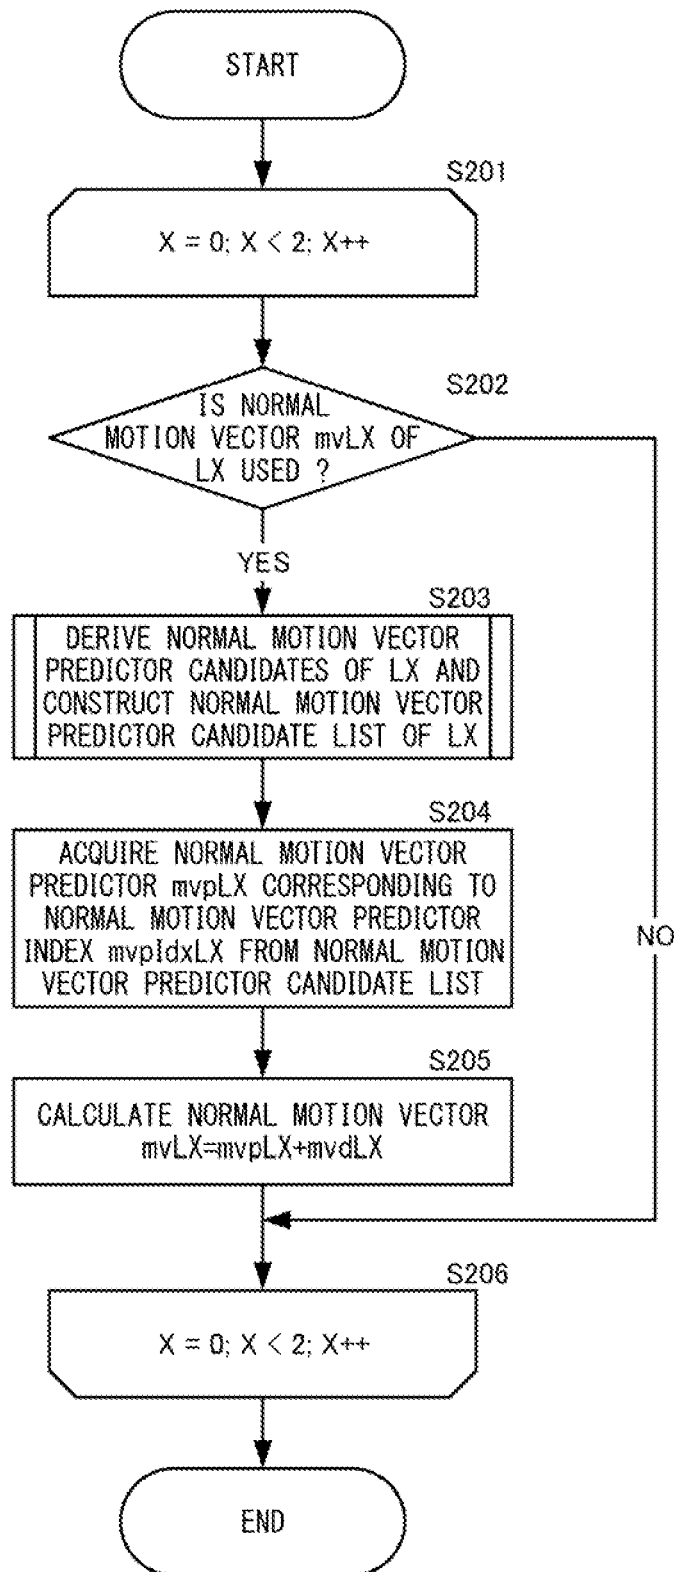 START
S201
X = 0; X < 2; X++
S202
IS NORMAL
MOTION VECTOR mvLX OF
LX USED ?
YES
S203
DERIVE NORMAL MOTION VECTOR
PREDICTOR CANDIDATES OF LX AND
CONSTRUCT NORMAL MOTION VECTOR
PREDICTOR CANDIDATE LIST OF LX
S204
ACQUIRE NORMAL MOTION VECTOR
PREDICTOR mvpLX CORRESPONDING TO
NORMAL MOTION VECTOR PREDICTOR
INDEX mvpIdxLX FROM NORMAL MOTION
VECTOR PREDICTOR CANDIDATE LIST
NO
S205
CALCULATE NORMAL MOTION VECTOR
mvLX=mvpLX+mvdLX
S206
X = 0; X < 2; X++
END